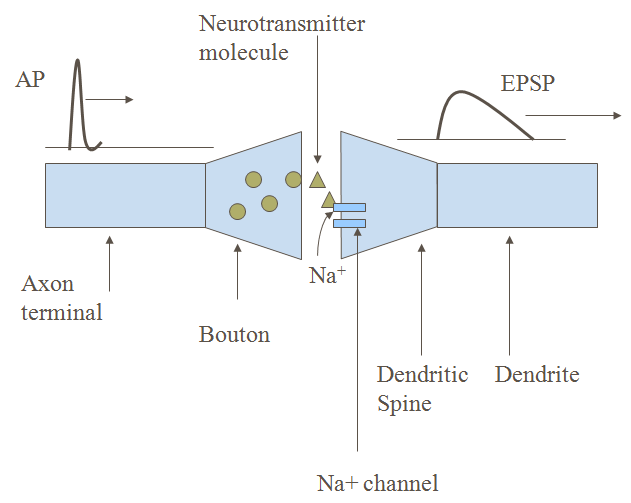 Neurotransmitter
molecule
AP
EPSP
Na⁺
Axon
terminal
Bouton
Dendritic
Spine
Dendrite
Na+ channel